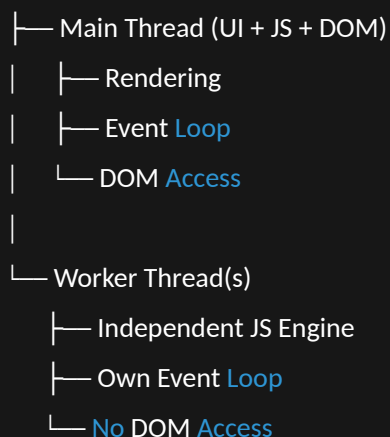 ├── Main Thread (UI + JS + DOM)
│ ├── Rendering
│ ├── Event Loop
│ └── DOM Access
│
└── Worker Thread(s)
├── Independent JS Engine
├── Own Event Loop
└── No DOM Access